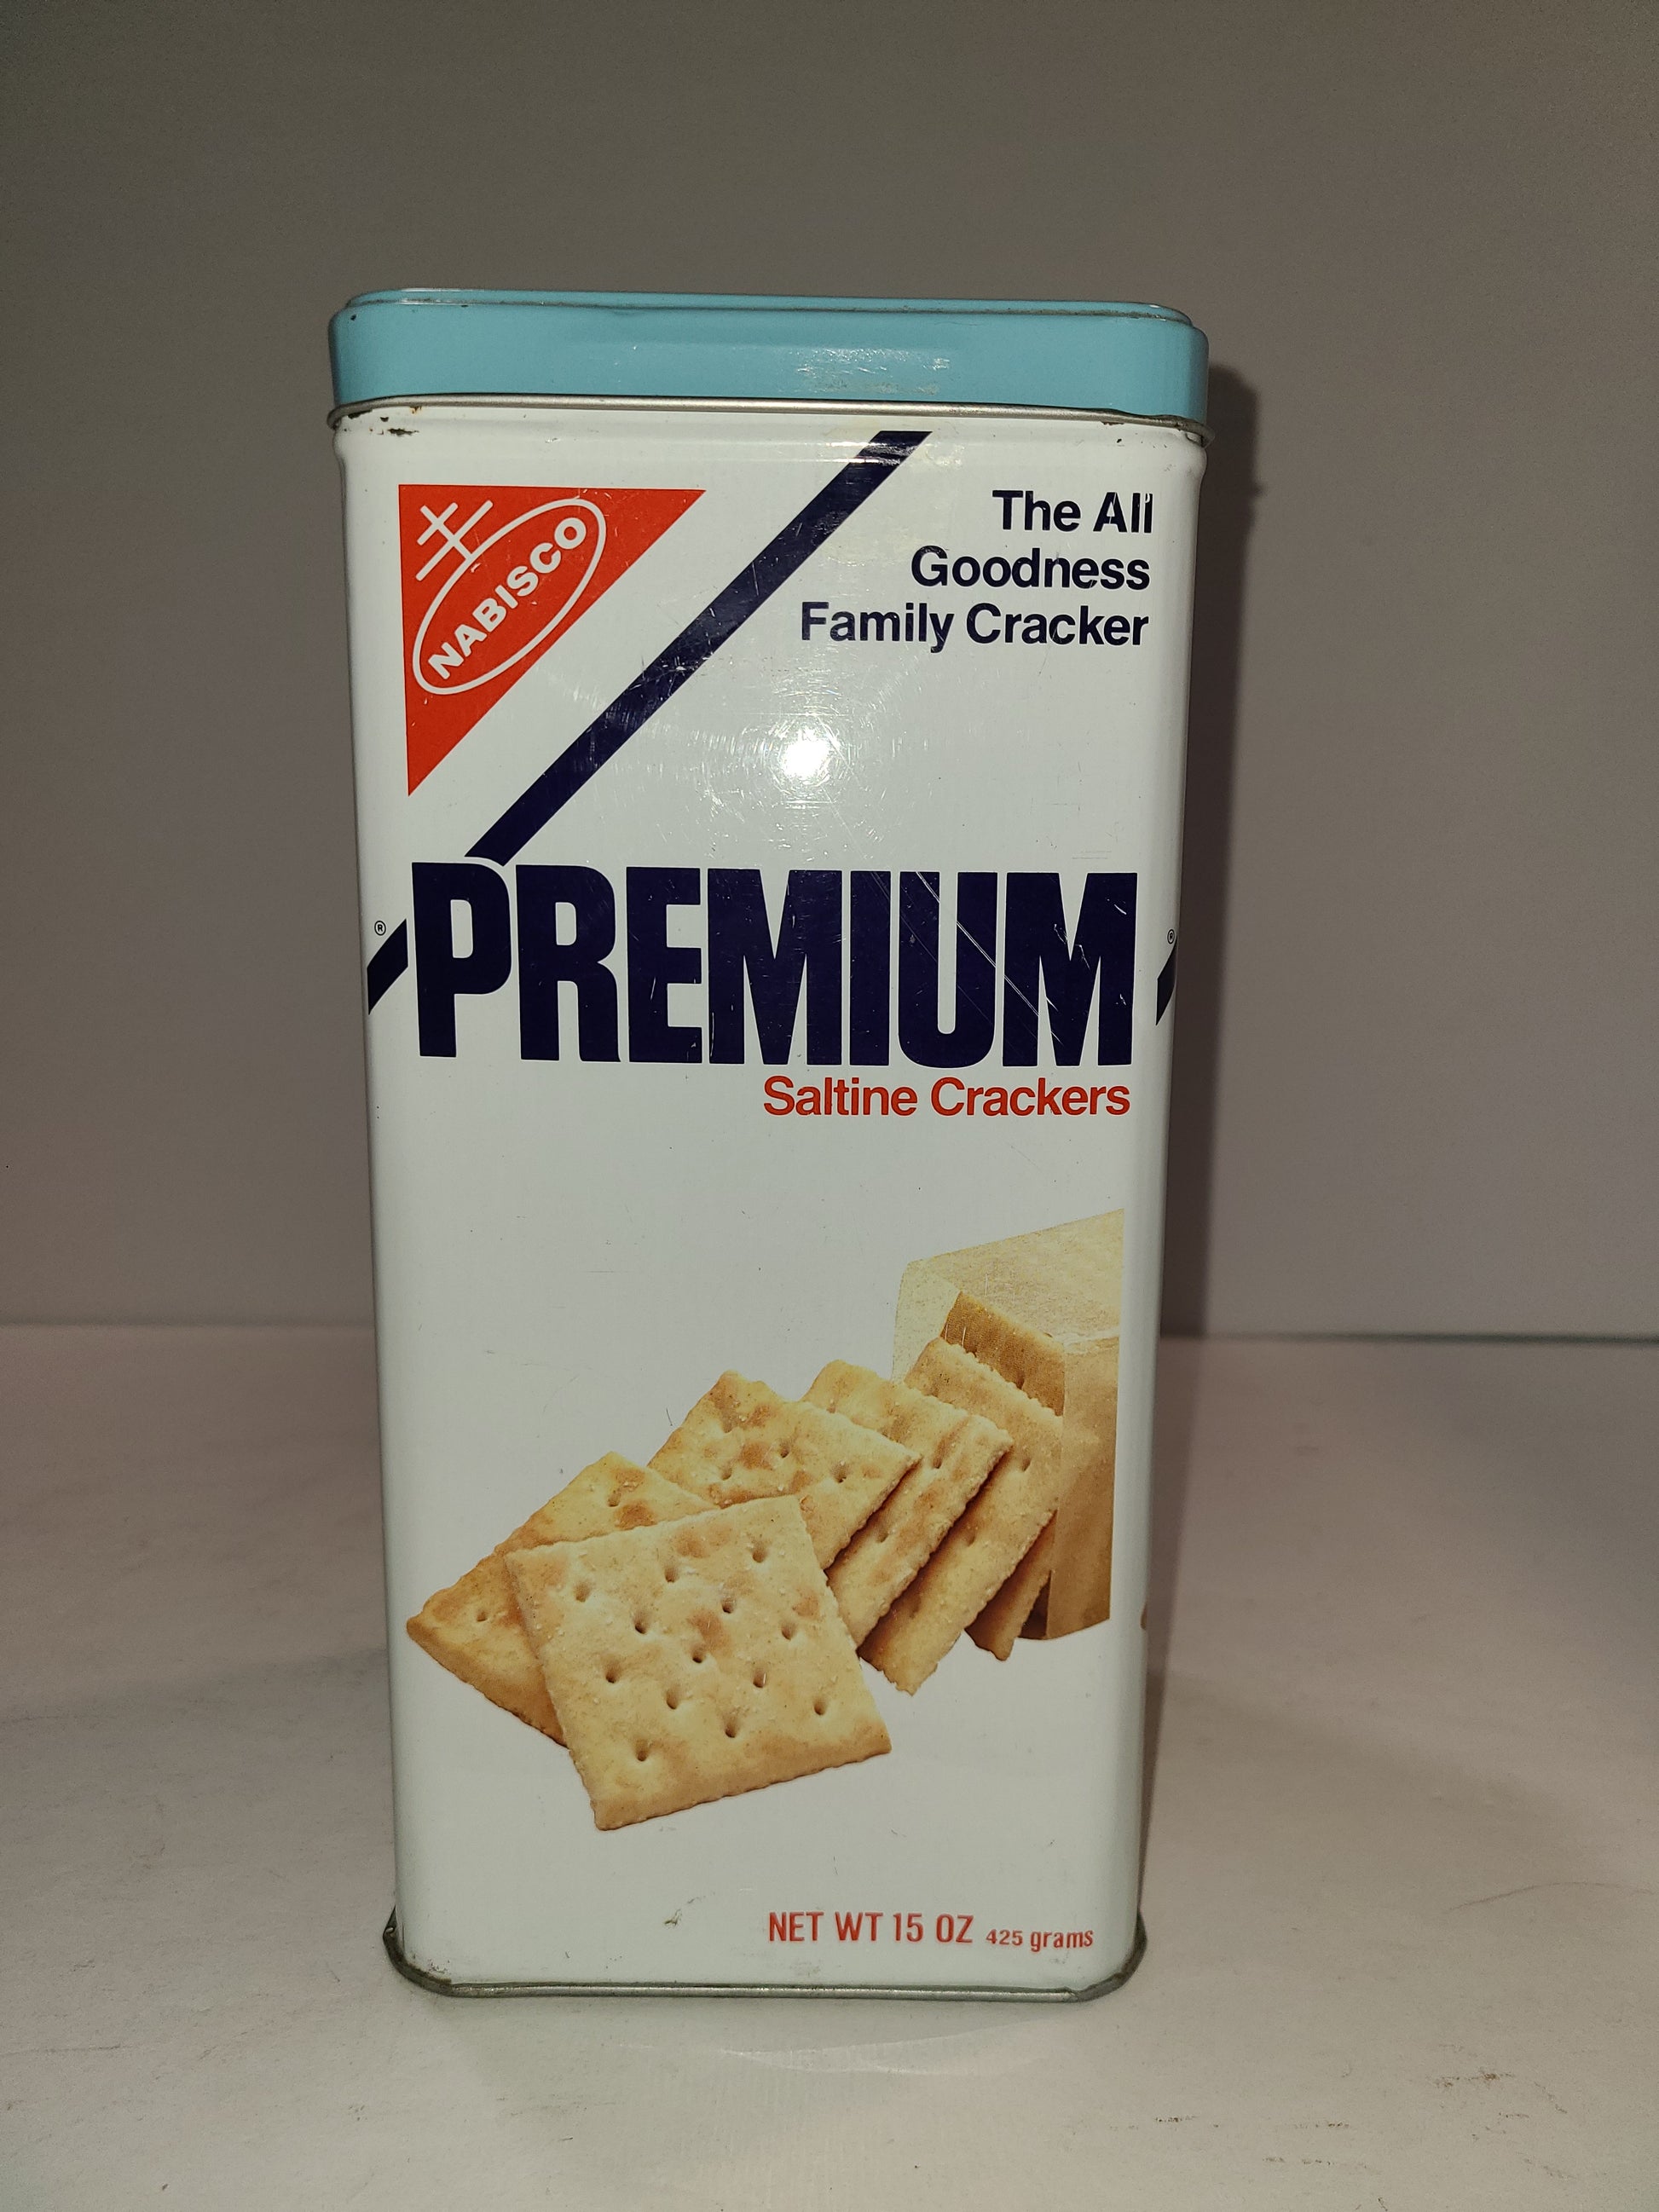 NABISCO
The All
Goodness
Family Cracker
® PREMIUM ®
Saltine Crackers
NET WT 15 OZ 425 grams